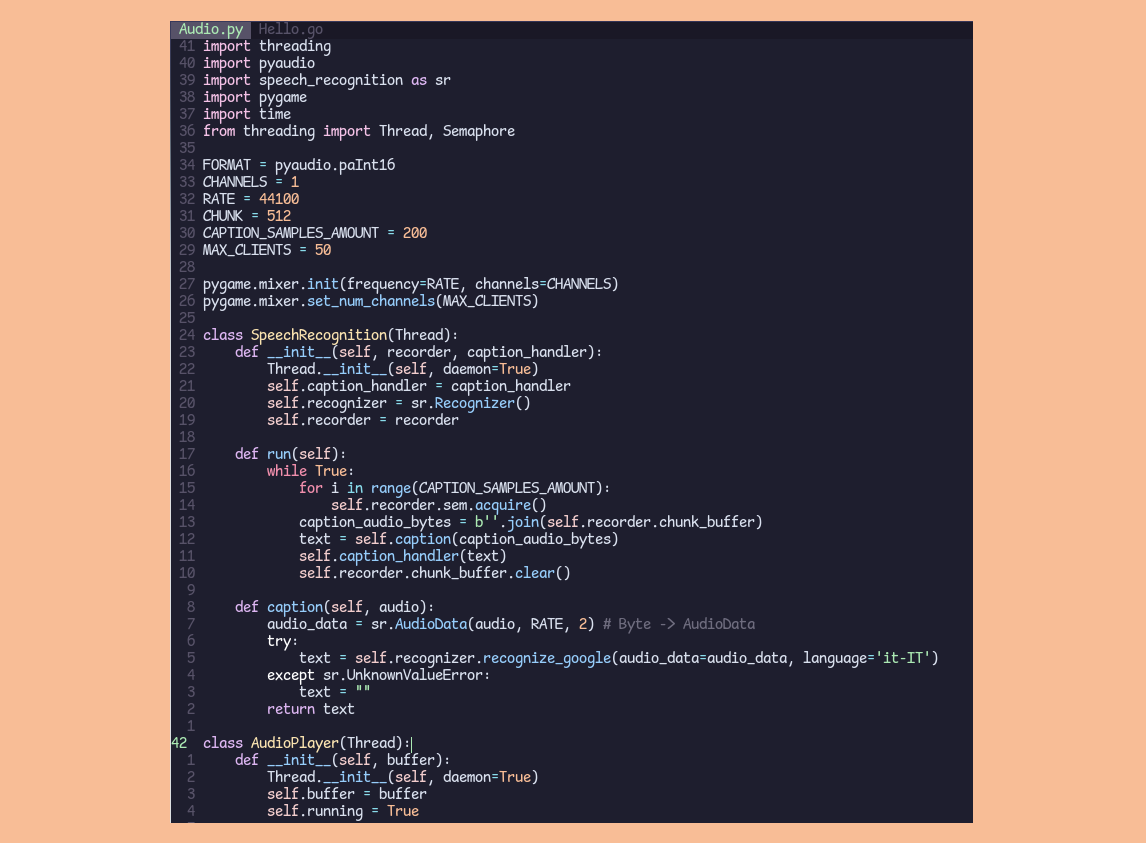 Audio.py Hello.go
41 import threading
40 import pyaudio
39 import speech_recognition as sr
38 import pygame
37 import time
36 from threading import Thread, Semaphore
35
34 FORMAT = pyaudio.paInt16
33 CHANNELS = 1
32 RATE = 44100
31 CHUNK = 512
30 CAPTION_SAMPLES_AMOUNT = 200
29 MAX_CLIENTS = 50
28
27 pygame.mixer.init(frequency=RATE, channels=CHANNELS)
26 pygame.mixer.set_num_channels(MAX_CLIENTS)
25
24 class SpeechRecognition(Thread):
23     def __init__(self, recorder, caption_handler):
22         Thread.__init__(self, daemon=True)
21         self.caption_handler = caption_handler
20         self.recognizer = sr.Recognizer()
19         self.recorder = recorder
18
17     def run(self):
16         while True:
15             for i in range(CAPTION_SAMPLES_AMOUNT):
14                 self.recorder.sem.acquire()
13             caption_audio_bytes = b''.join(self.recorder.chunk_buffer)
12             text = self.caption(caption_audio_bytes)
11             self.caption_handler(text)
10             self.recorder.chunk_buffer.clear()
9
8     def caption(self, audio):
7         audio_data = sr.AudioData(audio, RATE, 2) # Byte -> AudioData
6         try:
5             text = self.recognizer.recognize_google(audio_data=audio_data, language='it-IT')
4         except sr.UnknownValueError:
3             text = ""
2         return text
1
42 class AudioPlayer(Thread):
1     def __init__(self, buffer):
2         Thread.__init__(self, daemon=True)
3         self.buffer = buffer
4         self.running = True